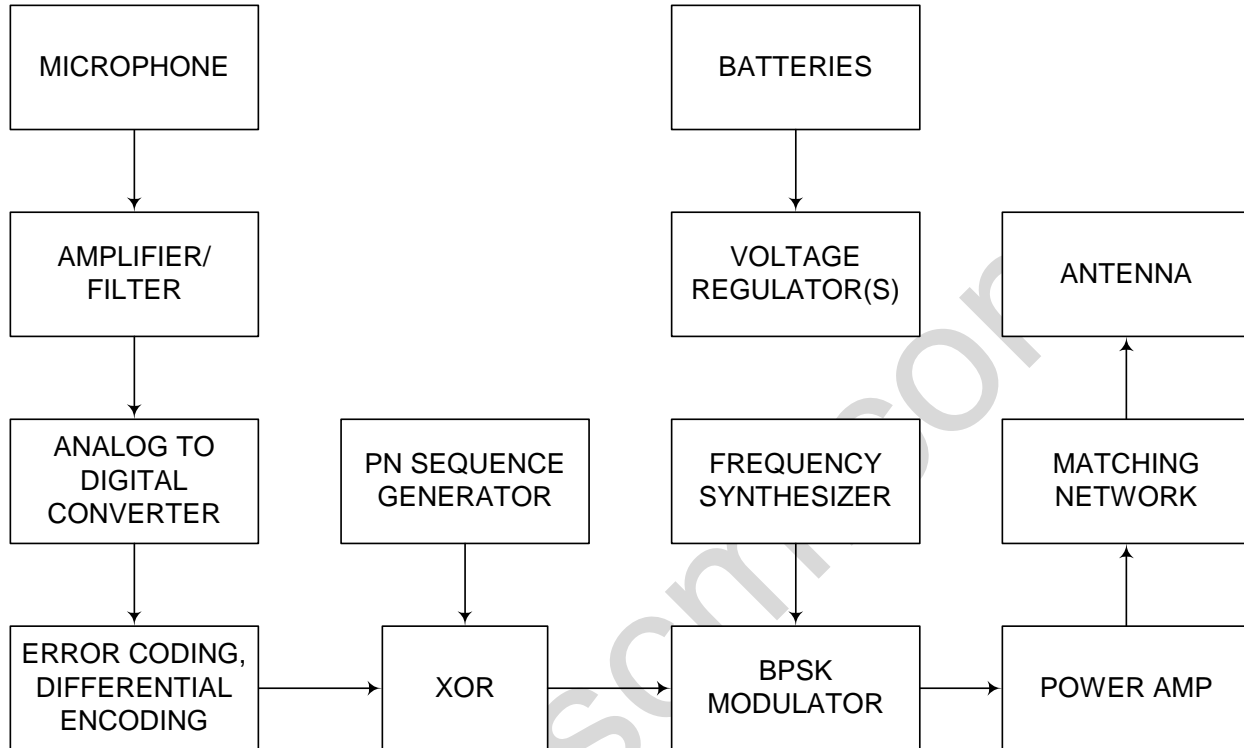 MICROPHONE
BATTERIES
AMPLIFIER/
FILTER
VOLTAGE
REGULATOR(S)
ANTENNA
ANALOG TO
DIGITAL
CONVERTER
PN SEQUENCE
GENERATOR
FREQUENCY
SYNTHESIZER
MATCHING
NETWORK
ERROR CODING,
DIFFERENTIAL
ENCODING
XOR
BPSK
MODULATOR
POWER AMP